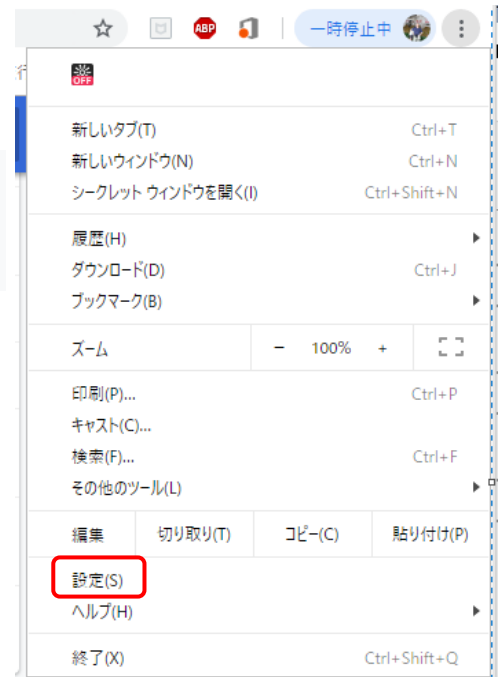 ABP
一時停止中
OFF
新しいタブ(T) Ctrl+T
新しいウィンドウ(N) Ctrl+N
シークレット ウィンドウを開く(I) Ctrl+Shift+N
履歴(H)
ダウンロード(D) Ctrl+J
ブックマーク(B)
ズーム − 100% +
印刷(P)... Ctrl+P
キャスト(C)...
検索(F)... Ctrl+F
その他のツール(L)
編集 切り取り(T) コピー(C) 貼り付け(P)
設定(S)
ヘルプ(H)
終了(X) Ctrl+Shift+Q